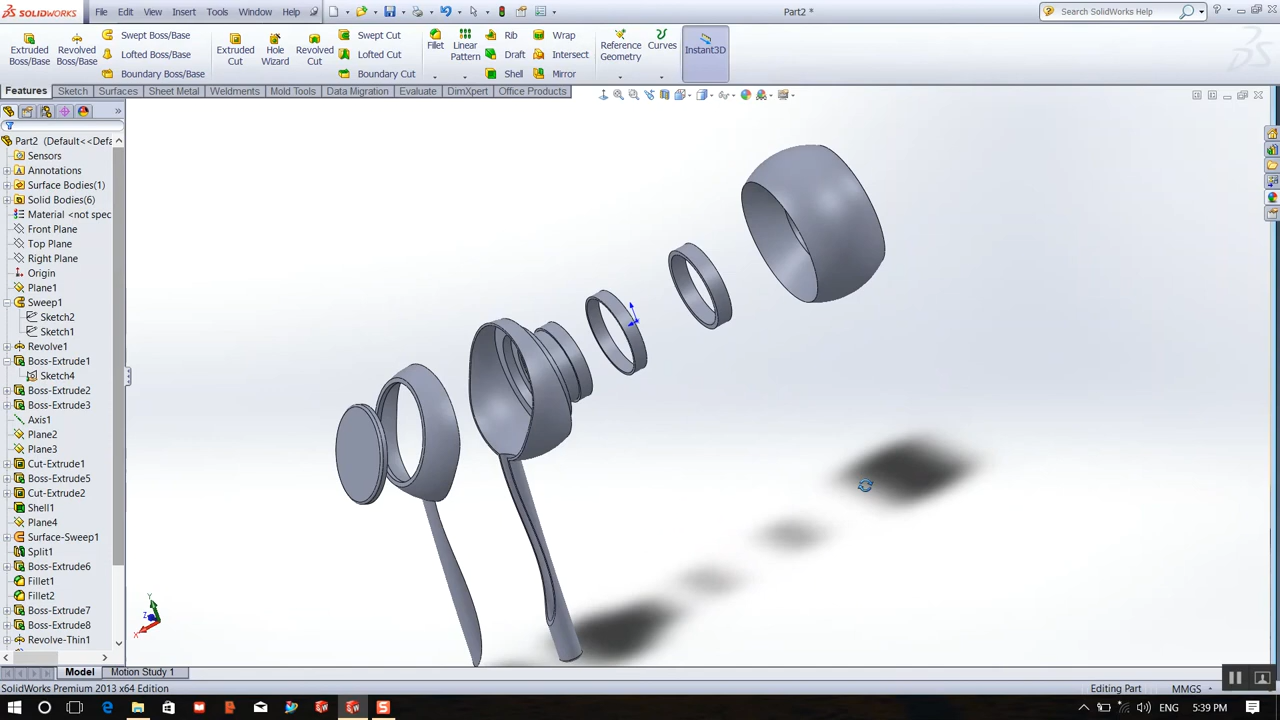 SOLIDWORKS File Edit View Insert Tools Window Help Part2 * Search SolidWorks Help
Extruded Boss/Base
Revolved Boss/Base
Swept Boss/Base
Lofted Boss/Base
Boundary Boss/Base
Extruded Cut
Hole Wizard
Revolved Cut
Swept Cut
Lofted Cut
Boundary Cut
Fillet
Linear Pattern
Rib
Draft
Shell
Wrap
Intersect
Mirror
Reference Geometry
Curves
Instant3D
Features Sketch Surfaces Sheet Metal Weldments Mold Tools Data Migration Evaluate DimXpert Office Products
Part2 (Default<<Defa
Sensors
Annotations
Surface Bodies(1)
Solid Bodies(6)
Material <not spec
Front Plane
Top Plane
Right Plane
Origin
Plane1
Sweep1
Sketch2
Sketch1
Revolve1
Boss-Extrude1
Sketch4
Boss-Extrude2
Boss-Extrude3
Axis1
Plane2
Plane3
Cut-Extrude1
Boss-Extrude5
Cut-Extrude2
Shell1
Plane4
Surface-Sweep1
Split1
Boss-Extrude6
Fillet1
Fillet2
Boss-Extrude7
Boss-Extrude8
Revolve-Thin1
Y
Z
X
Model Motion Study 1
SolidWorks Premium 2013 x64 Edition Editing Part MMGS
ENG 5:39 PM